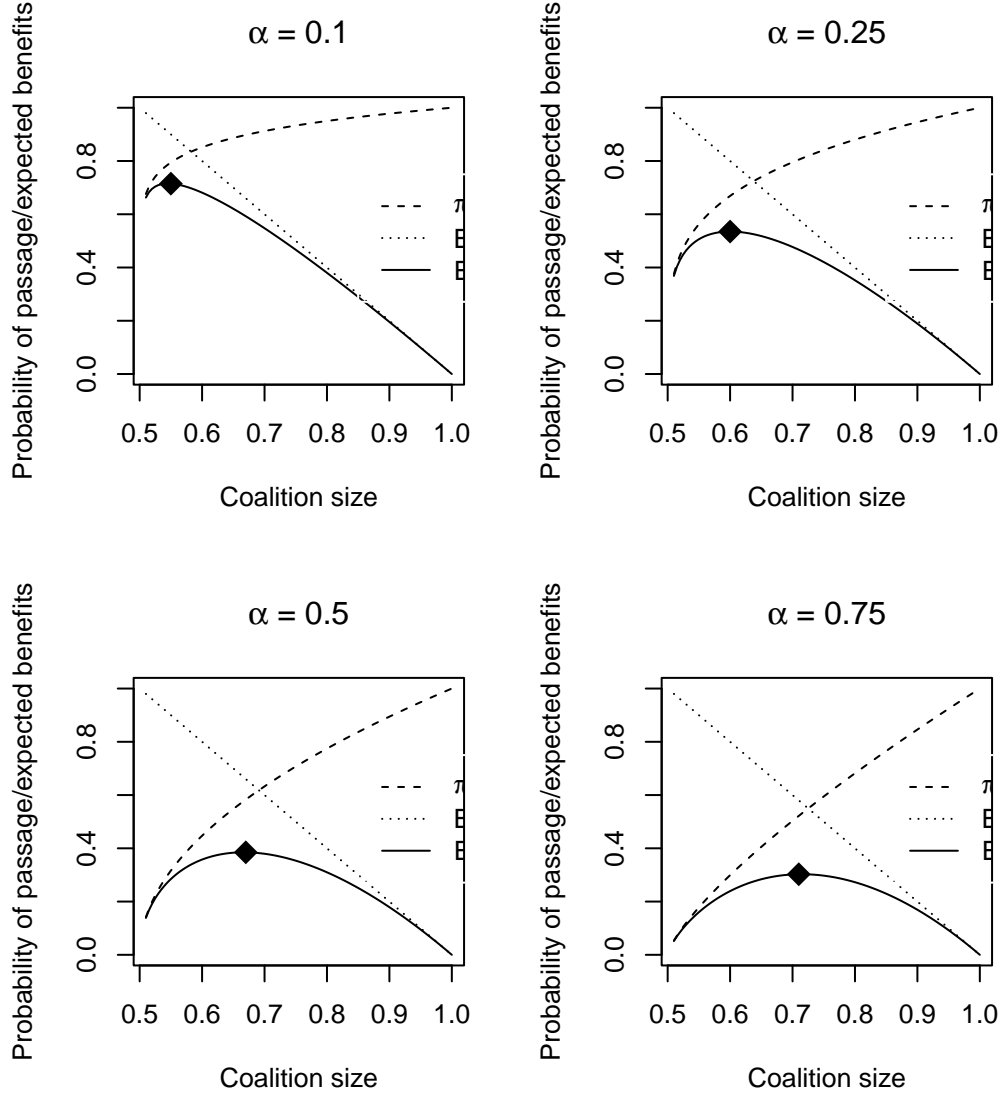 α = 0.1
Probability of passage/expected benefits
0.0 0.4 0.8
π
0.5 0.6 0.7 0.8 0.9 1.0
Coalition size
α = 0.25
Probability of passage/expected benefits
0.0 0.4 0.8
π
0.5 0.6 0.7 0.8 0.9 1.0
Coalition size
α = 0.5
Probability of passage/expected benefits
0.0 0.4 0.8
π
0.5 0.6 0.7 0.8 0.9 1.0
Coalition size
α = 0.75
Probability of passage/expected benefits
0.0 0.4 0.8
π
0.5 0.6 0.7 0.8 0.9 1.0
Coalition size